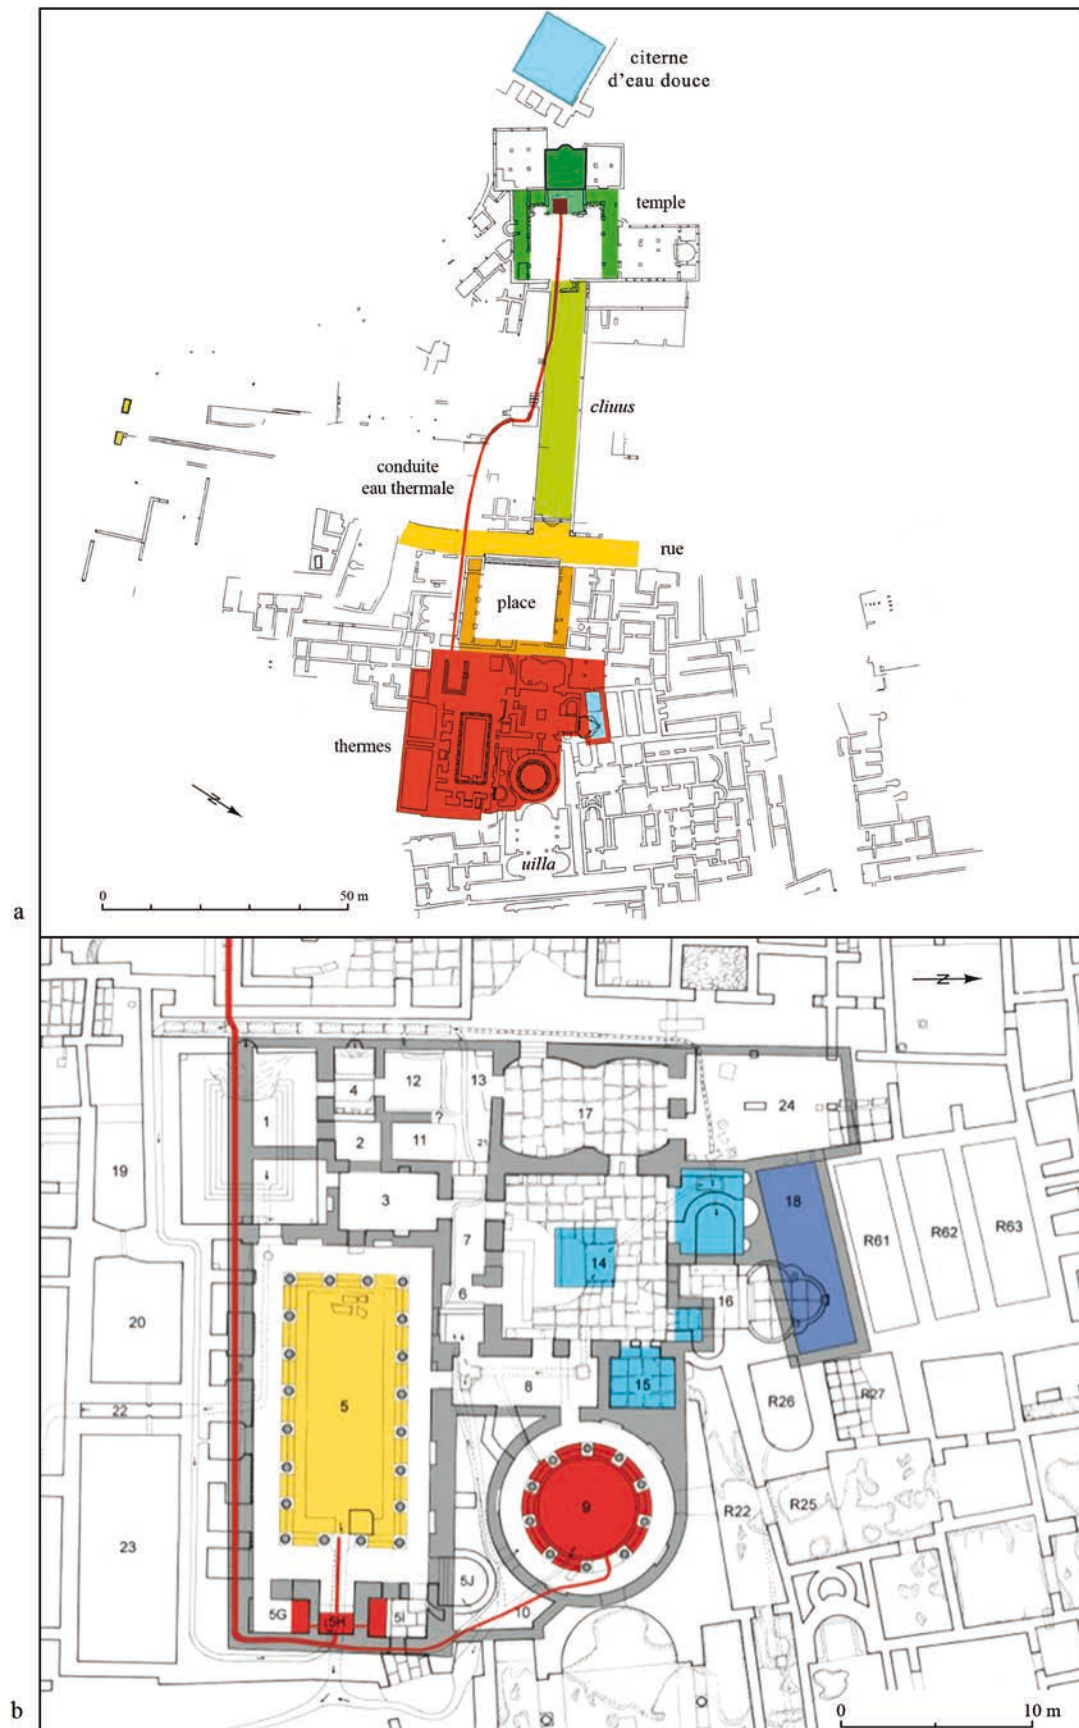 citerne
d'eau douce
temple
cliuus
conduite
eau thermale
rue
place
thermes
N
uilla
0 50 m
a
N
12
13
4
17
24
1
2
11
?
21
19
3
18
R61
R62
R63
7
14
6
16
20
5
8
15
22
R26
R27
9
R22
R25
23
5J
5G
5H
5I
10
b
0 10 m